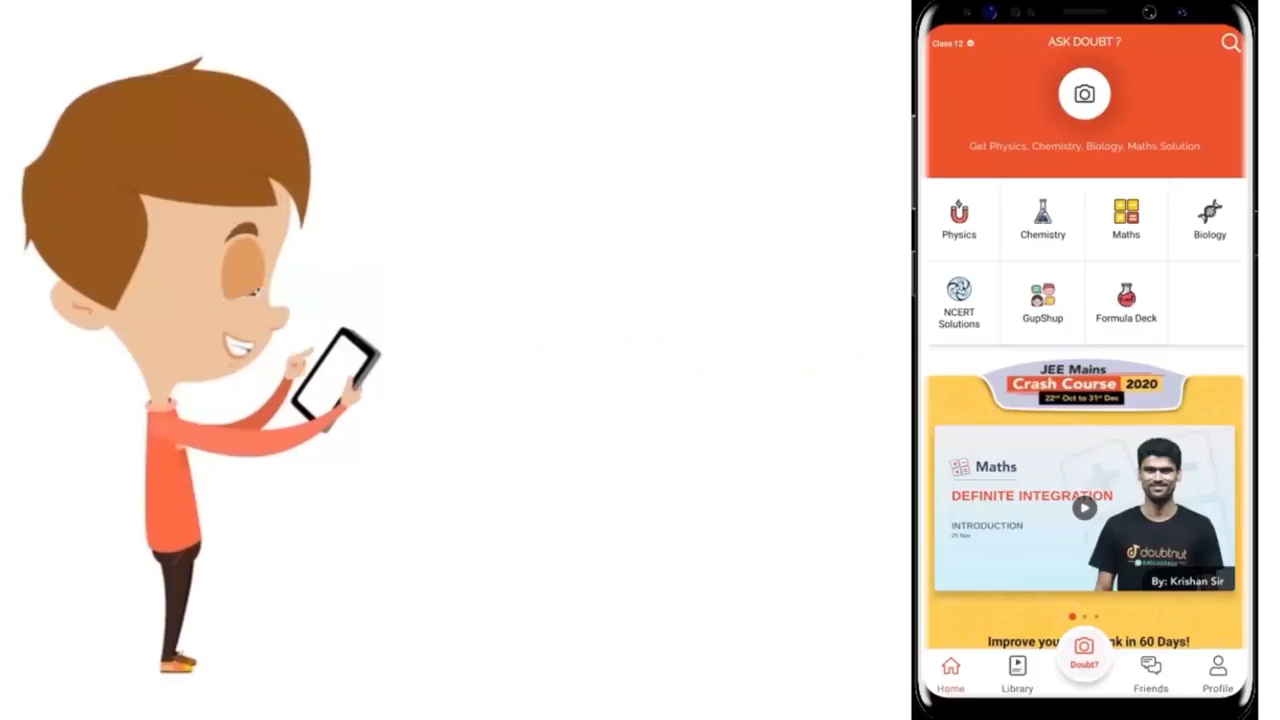 Class 12
ASK DOUBT ?
Get Physics, Chemistry, Biology, Maths Solution
Physics
Chemistry
Maths
Biology
NCERT
Solutions
GupShup
Formula Deck
JEE Mains
Crash Course 2020
22nd Oct to 31st Dec
Maths
DEFINITE INTEGRATION
INTRODUCTION
doubtnut
By: Krishan Sir
Improve you nk in 60 Days!
Doubt?
Home
Library
Friends
Profile